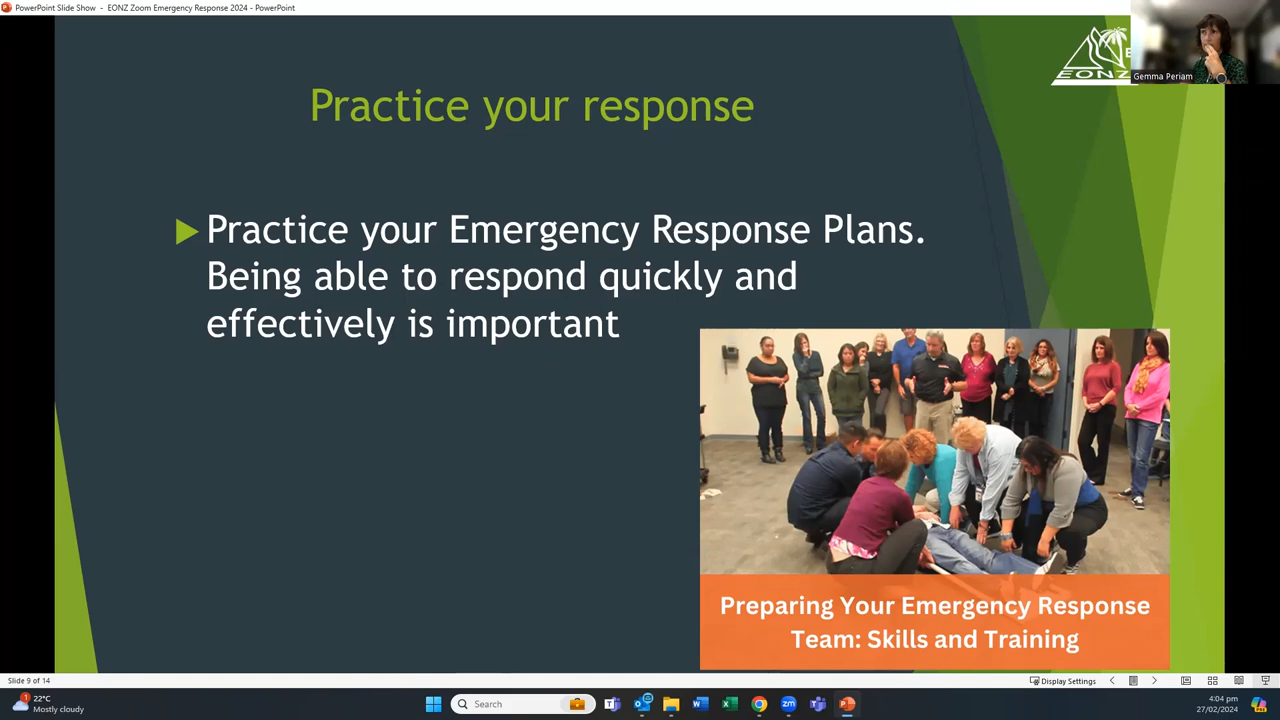 PowerPoint Slide Show - EONZ Zoom Emergency Response 2024 - PowerPoint
EONZ
Gemma Periam
Practice your response
Practice your Emergency Response Plans.
Being able to respond quickly and
effectively is important
Preparing Your Emergency Response
Team: Skills and Training
Slide 9 of 14
Display Settings
1
22°C
Mostly cloudy
Search
zm
4:04 pm
27/02/2024